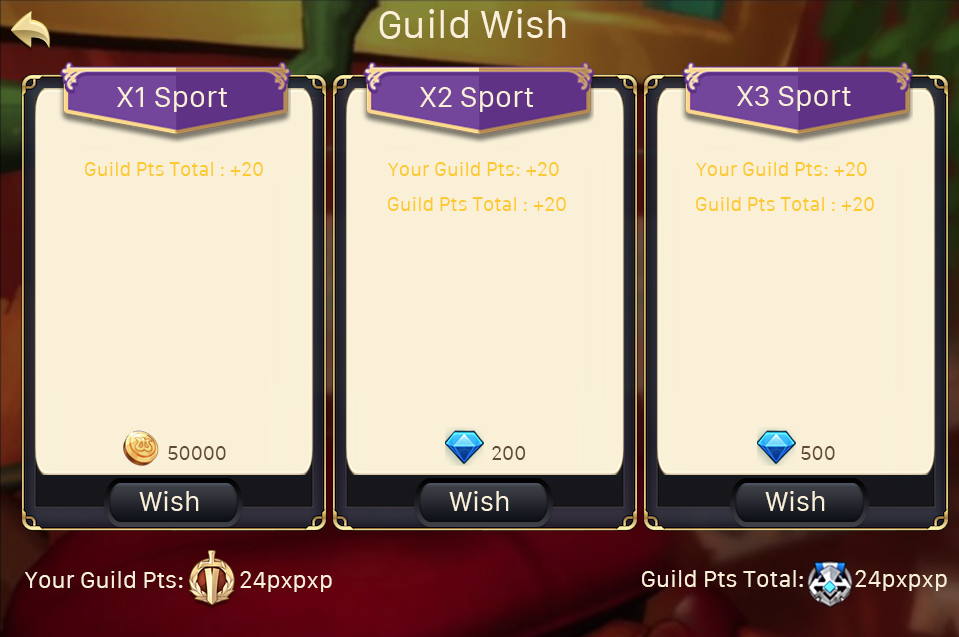 Guild Wish
X1 Sport
Guild Pts Total : +20
50000
Wish
X2 Sport
Your Guild Pts: +20
Guild Pts Total : +20
200
Wish
X3 Sport
Your Guild Pts: +20
Guild Pts Total : +20
500
Wish
Your Guild Pts: 24pxpxp
Guild Pts Total: 24pxpxp